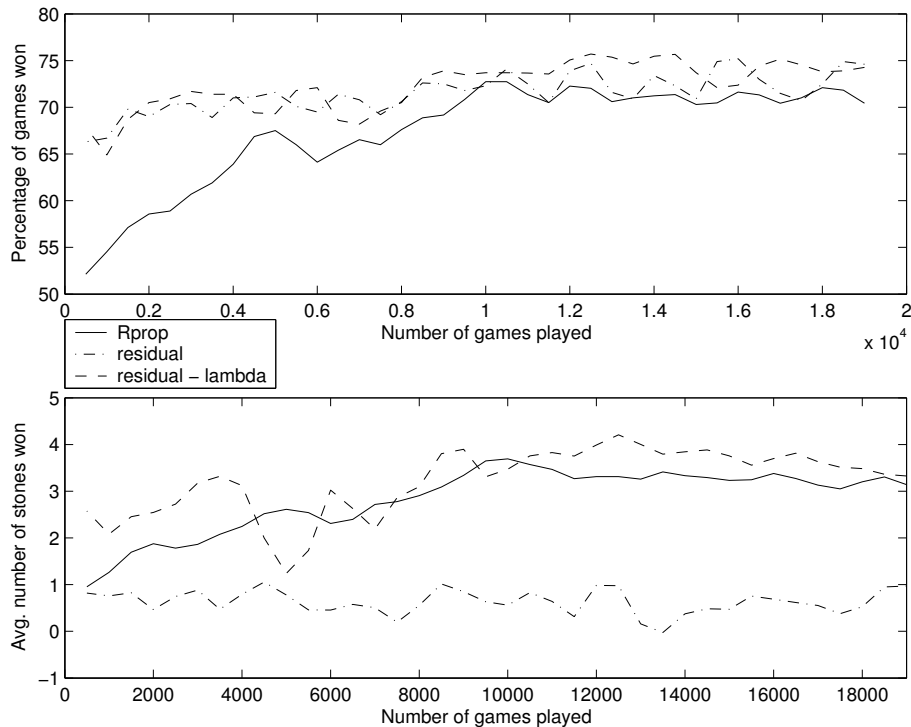 Percentage of games won
80
75
70
65
60
55
50
0 0.2 0.4 0.6 0.8 1 1.2 1.4 1.6 1.8 2
Number of games played
x 10^4
Rprop
residual
residual − lambda
Avg. number of stones won
5
4
3
2
1
0
−1
0 2000 4000 6000 8000 10000 12000 14000 16000 18000
Number of games played